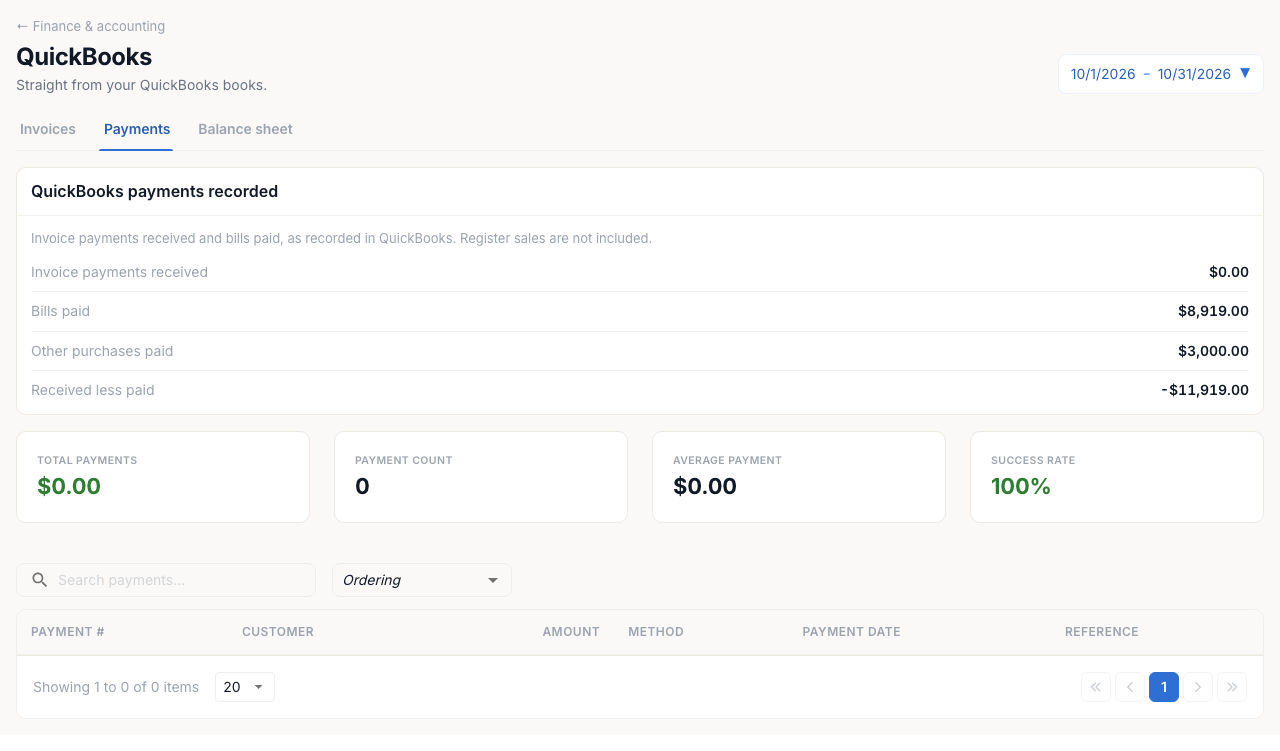 ← Finance & accounting
QuickBooks
Straight from your QuickBooks books.
10/1/2026 – 10/31/2026 ▼
Invoices Payments Balance sheet
QuickBooks payments recorded
Invoice payments received and bills paid, as recorded in QuickBooks. Register sales are not included.
Invoice payments received $0.00
Bills paid $8,919.00
Other purchases paid $3,000.00
Received less paid -$11,919.00
TOTAL PAYMENTS PAYMENT COUNT AVERAGE PAYMENT SUCCESS RATE
$0.00 0 $0.00 100%
Search payments... Ordering
PAYMENT # CUSTOMER AMOUNT METHOD PAYMENT DATE REFERENCE
Showing 1 to 0 of 0 items 20 « ‹ 1 › »